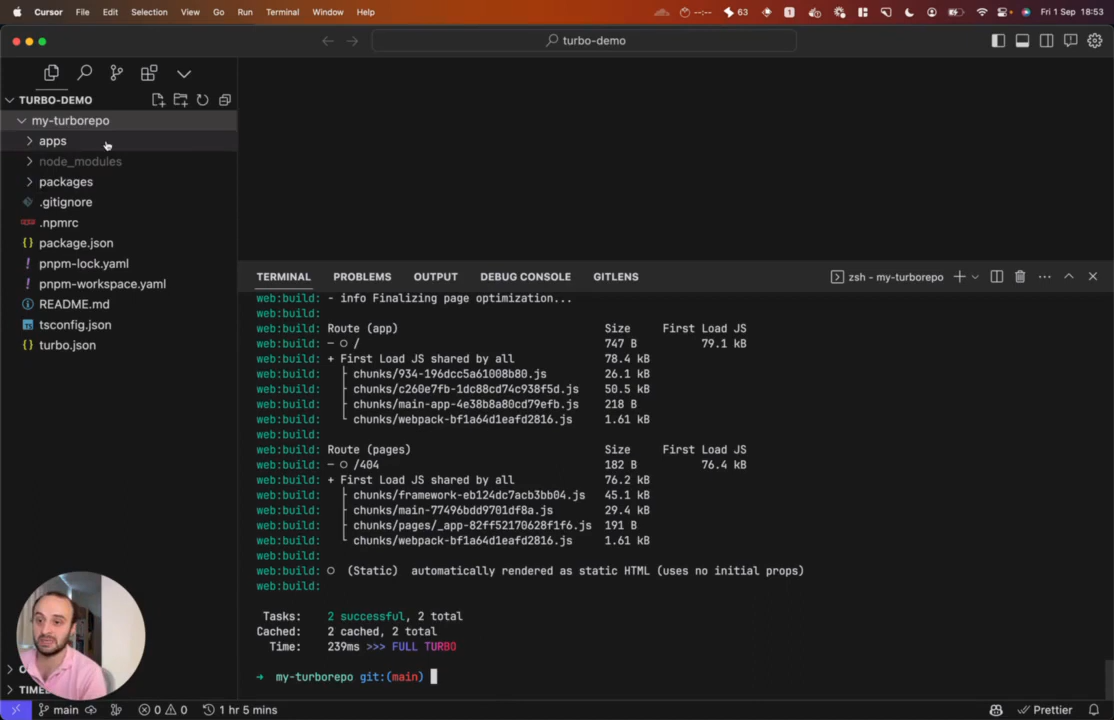 Cursor File Edit Selection View Go Run Terminal Window Help --:-- 63 1 Fri 1 Sep 18:53
turbo-demo
TURBO-DEMO
my-turborepo
apps
node_modules
packages
.gitignore
.npmrc
package.json
pnpm-lock.yaml
pnpm-workspace.yaml
README.md
tsconfig.json
turbo.json
TIME
TERMINAL PROBLEMS OUTPUT DEBUG CONSOLE GITLENS zsh - my-turborepo
web:build: - info Finalizing page optimization...
web:build:
web:build: Route (app) Size First Load JS
web:build: ─ ○ / 747 B 79.1 kB
web:build: + First Load JS shared by all 78.4 kB
web:build: ├ chunks/934-196dcc5a61008b80.js 26.1 kB
web:build: ├ chunks/c260e7fb-1dc88cd74c938f5d.js 50.5 kB
web:build: ├ chunks/main-app-4e38b8a80cd79efb.js 218 B
web:build: └ chunks/webpack-bf1a64d1eafd2816.js 1.61 kB
web:build:
web:build: Route (pages) Size First Load JS
web:build: ─ ○ /404 182 B 76.4 kB
web:build: + First Load JS shared by all 76.2 kB
web:build: ├ chunks/framework-eb124dc7acb3bb04.js 45.1 kB
web:build: ├ chunks/main-77496bdd9701df8a.js 29.4 kB
web:build: ├ chunks/pages/_app-82ff52170628f1f6.js 191 B
web:build: └ chunks/webpack-bf1a64d1eafd2816.js 1.61 kB
web:build:
web:build: ○ (Static) automatically rendered as static HTML (uses no initial props)
web:build:
Tasks: 2 successful, 2 total
Cached: 2 cached, 2 total
Time: 239ms >>> FULL TURBO
➜ my-turborepo git:(main)
main 0 0 1 hr 5 mins Prettier